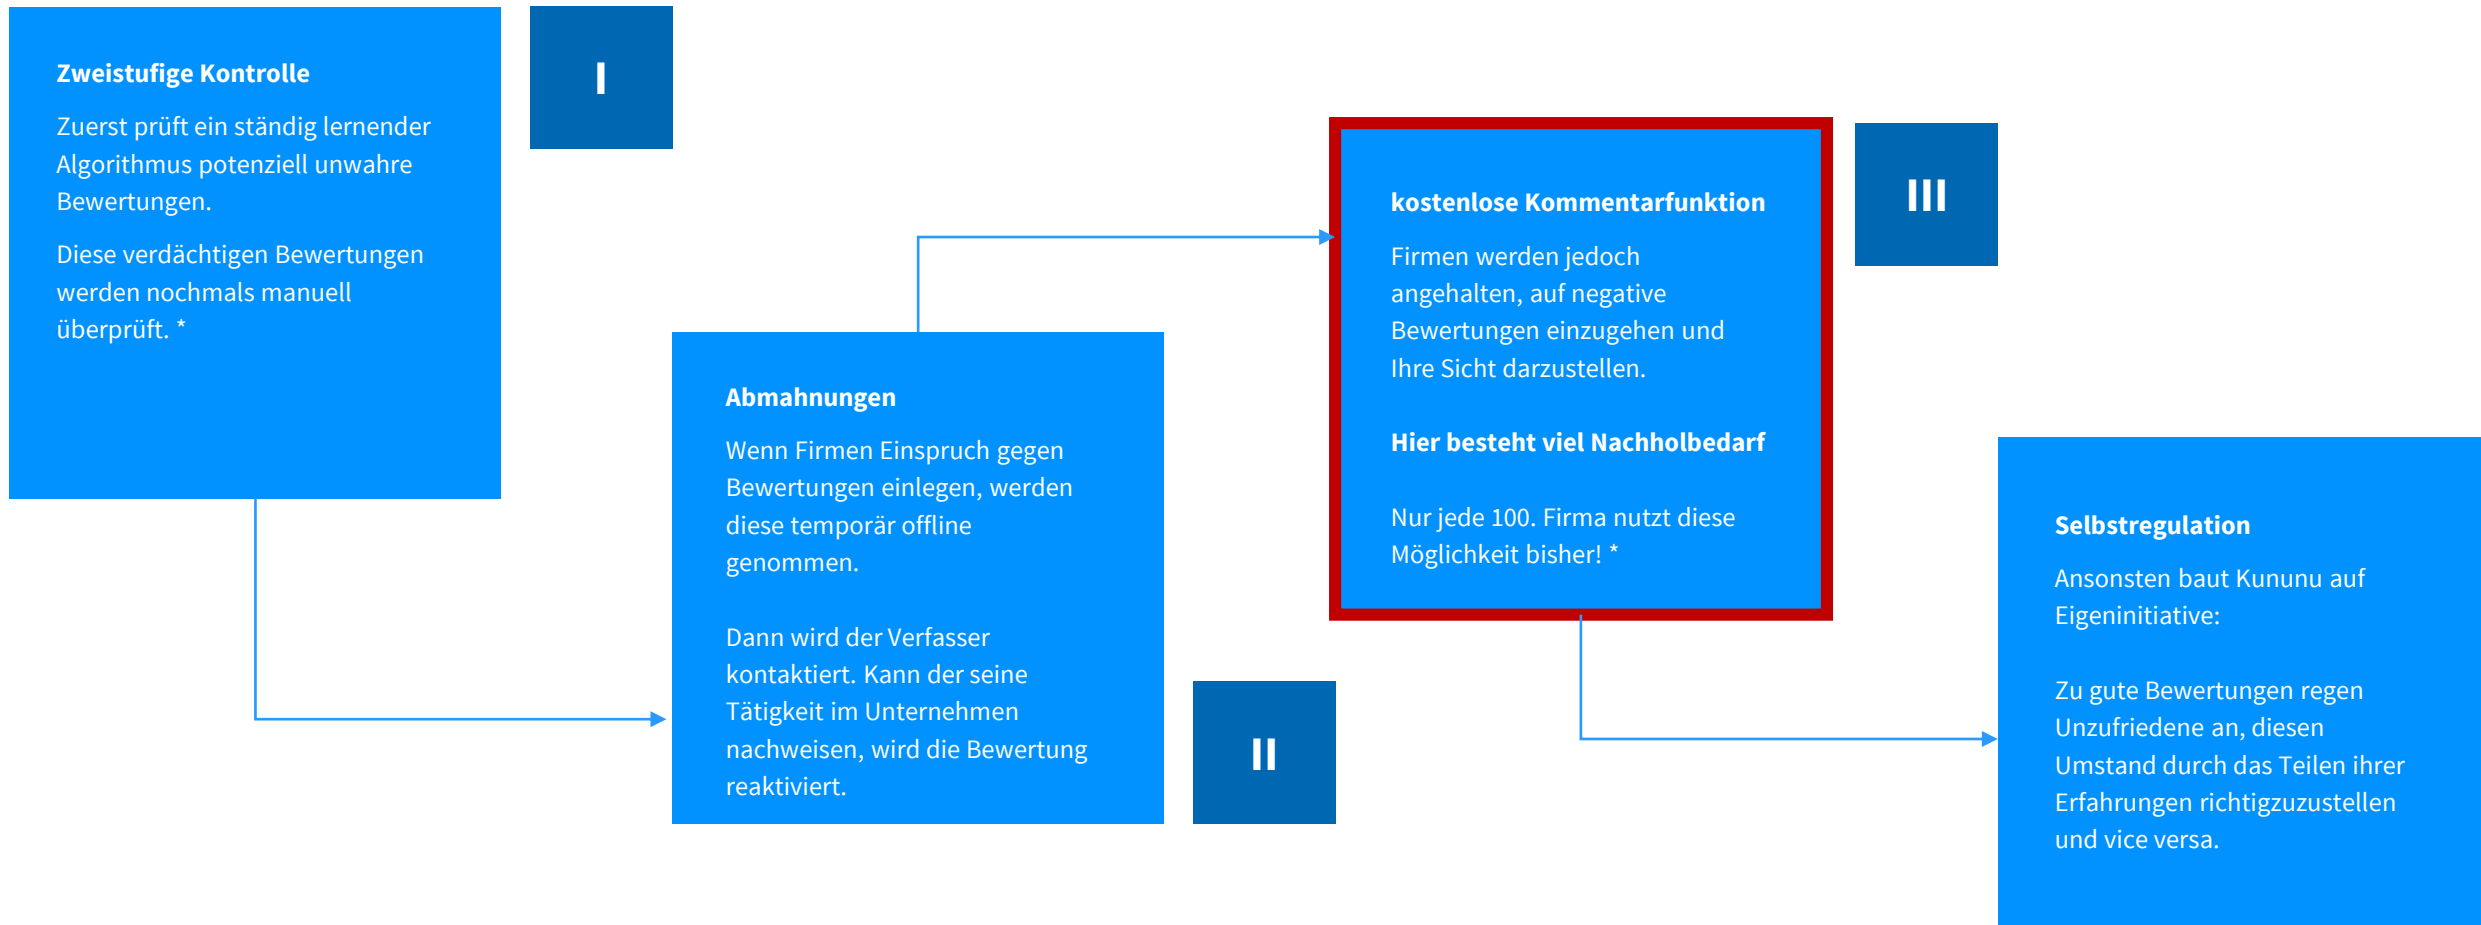 Zweistufige Kontrolle
Zuerst prüft ein ständig lernender
Algorithmus potenziell unwahre
Bewertungen.
Diese verdächtigen Bewertungen
werden nochmals manuell
überprüft. *
I
Abmahnungen
Wenn Firmen Einspruch gegen
Bewertungen einlegen, werden
diese temporär offline
genommen.
Dann wird der Verfasser
kontaktiert. Kann der seine
Tätigkeit im Unternehmen
nachweisen, wird die Bewertung
reaktiviert.
II
kostenlose Kommentarfunktion
Firmen werden jedoch
angehalten, auf negative
Bewertungen einzugehen und
Ihre Sicht darzustellen.
Hier besteht viel Nachholbedarf
Nur jede 100. Firma nutzt diese
Möglichkeit bisher! *
III
Selbstregulation
Ansonsten baut Kununu auf
Eigeninitiative:
Zu gute Bewertungen regen
Unzufriedene an, diesen
Umstand durch das Teilen ihrer
Erfahrungen richtigzuzustellen
und vice versa.